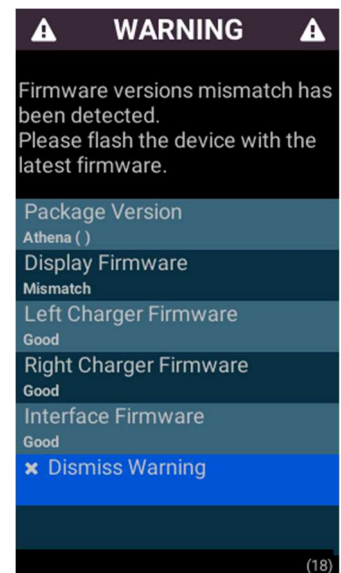 WARNING
Firmware versions mismatch has
been detected.
Please flash the device with the
latest firmware.
Package Version
Athena ( )
Display Firmware
Mismatch
Left Charger Firmware
Good
Right Charger Firmware
Good
Interface Firmware
Good
× Dismiss Warning
(18)